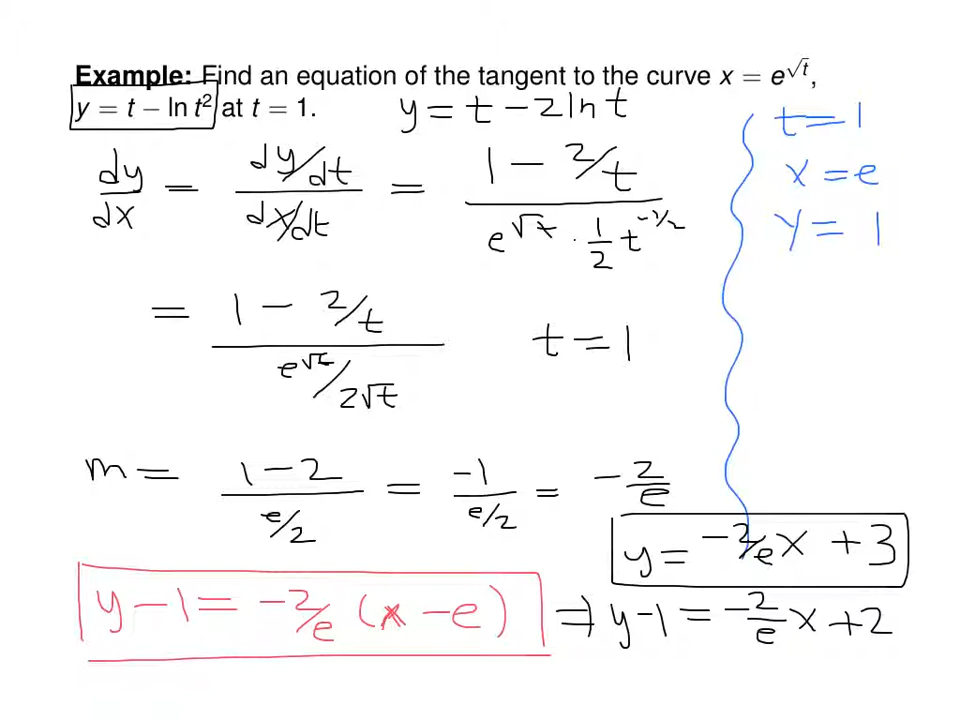 Example: Find an equation of the tangent to the curve x = e^√t,
y = t − ln t² at t = 1.
y = t − 2 ln t
t = 1
x = e
y = 1
dy/dx = (dy/dt)/(dx/dt) = (1 − 2/t)/(e^√t · 1/2 t^−1/2)
= (1 − 2/t)/(e^√t/2√t) t = 1
m = (1 − 2)/(e/2) = −1/(e/2) = −2/e
y = −2/e x + 3
y − 1 = −2/e (x − e) ⇒ y − 1 = −2/e x + 2